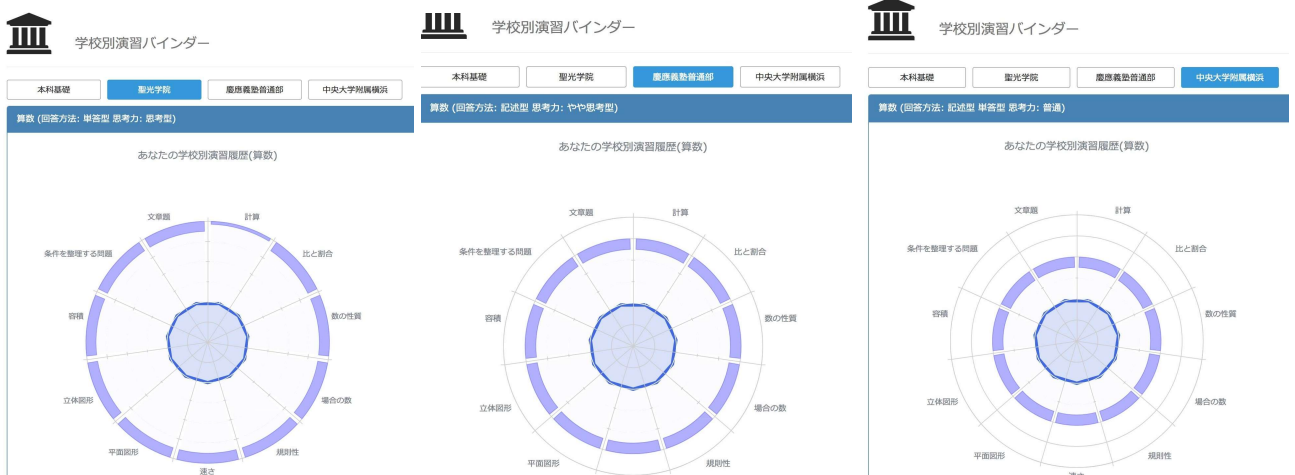 学校別演習バインダー
本科基礎
聖光学院
慶應義塾普通部
中央大学附属横浜
算数 (回答方法: 単答型 思考力: 思考型)
あなたの学校別演習履歴(算数)
文章題
計算
条件を整理する問題
比と割合
容積
数の性質
立体図形
場合の数
平面図形
規則性
速さ
学校別演習バインダー
本科基礎
聖光学院
慶應義塾普通部
中央大学附属横浜
算数 (回答方法: 記述型 思考力: やや思考型)
あなたの学校別演習履歴(算数)
文章題
計算
条件を整理する問題
比と割合
容積
数の性質
立体図形
場合の数
平面図形
規則性
学校別演習バインダー
本科基礎
聖光学院
慶應義塾普通部
中央大学附属横浜
算数 (回答方法: 記述型 単答型 思考力: 普通)
あなたの学校別演習履歴(算数)
文章題
計算
条件を整理する問題
比と割合
容積
数の性質
立体図形
場合の数
平面図形
規則性
速さ